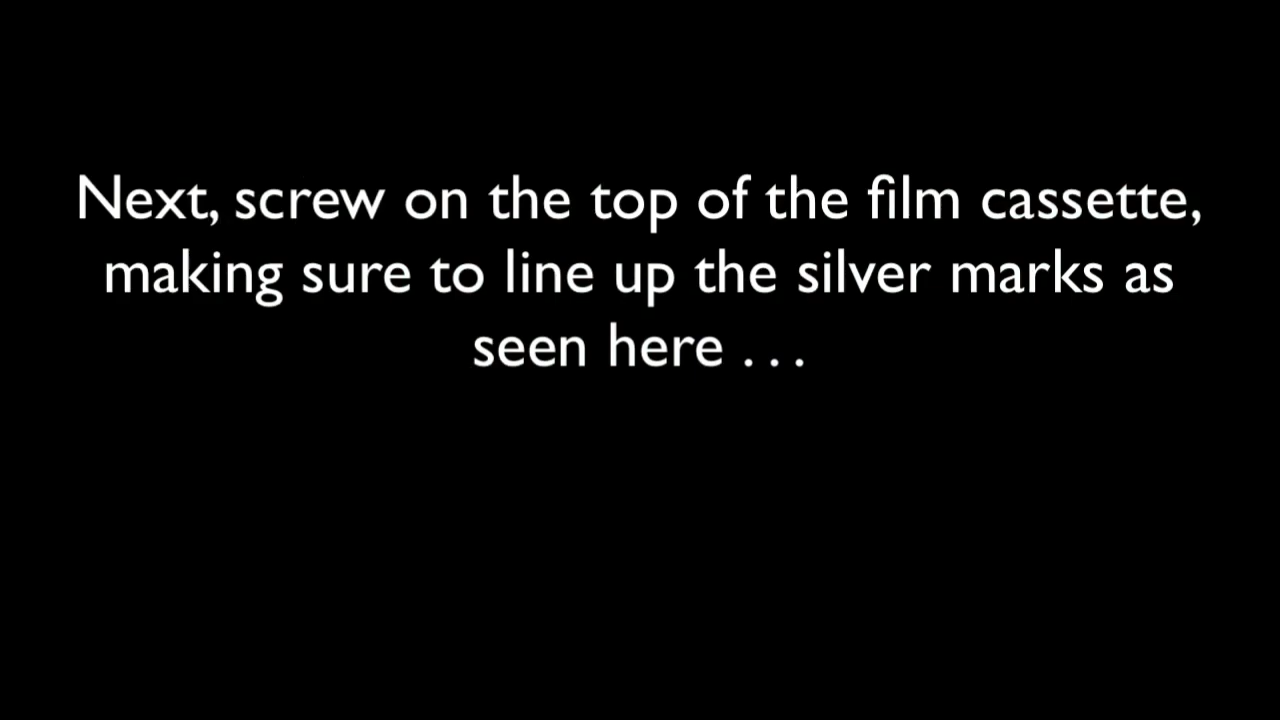 Next, screw on the top of the film cassette,
making sure to line up the silver marks as
seen here . . .